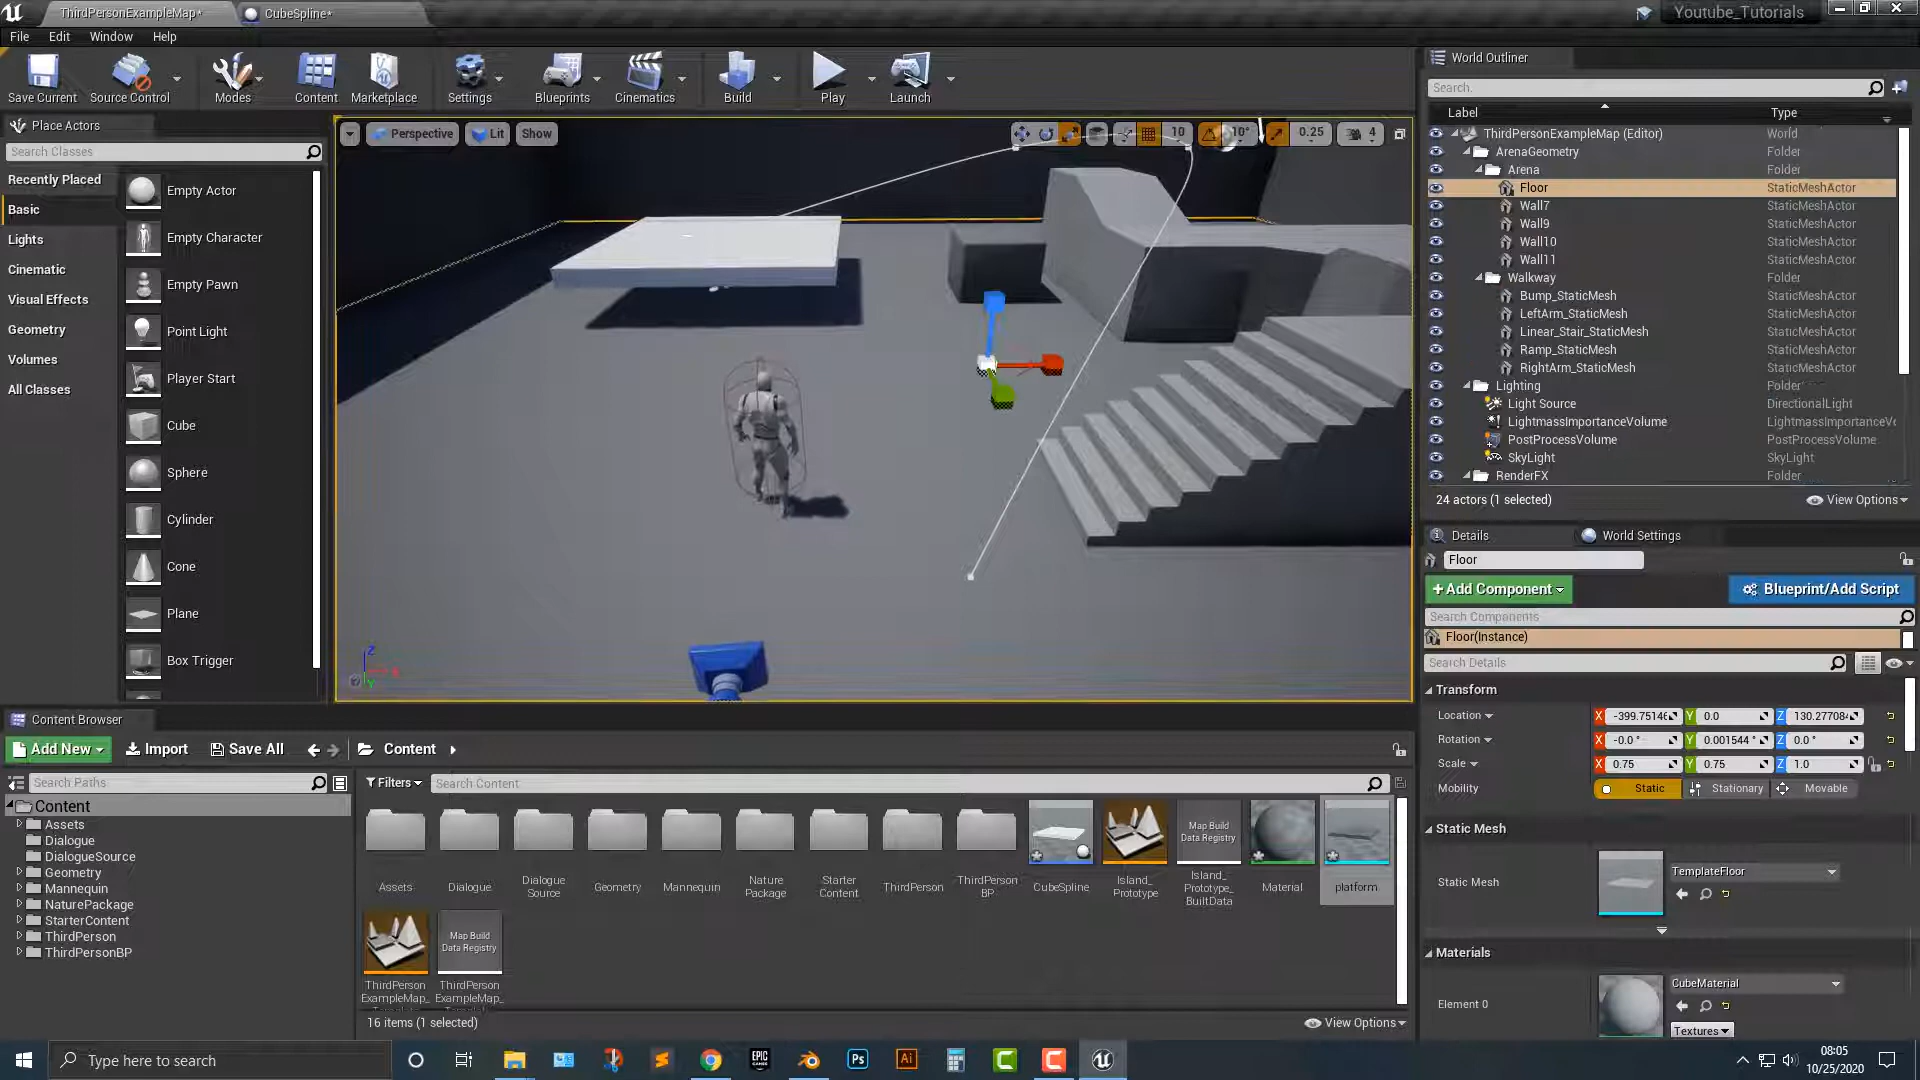 ThirdPersonExampleMap*
CubeSpline*
Youtube_Tutorials
File Edit Window Help
Save Current
Source Control
Modes
Content
Marketplace
Settings
Blueprints
Cinematics
Build
Play
Launch
Place Actors
Search Classes
Recently Placed
Basic
Lights
Cinematic
Visual Effects
Geometry
Volumes
All Classes
Empty Actor
Empty Character
Empty Pawn
Point Light
Player Start
Cube
Sphere
Cylinder
Cone
Plane
Box Trigger
Perspective Lit Show
10 10° 0.25 4
Z
World Outliner
Search.
Label Type
ThirdPersonExampleMap (Editor) World
ArenaGeometry Folder
Arena Folder
Floor StaticMeshActor
Wall7 StaticMeshActor
Wall9 StaticMeshActor
Wall10 StaticMeshActor
Wall11 StaticMeshActor
Walkway Folder
Bump_StaticMesh StaticMeshActor
LeftArm_StaticMesh StaticMeshActor
Linear_Stair_StaticMesh StaticMeshActor
Ramp_StaticMesh StaticMeshActor
RightArm_StaticMesh StaticMeshActor
Lighting Folder
Light Source DirectionalLight
LightmassImportanceVolume LightmassImportanceVo
PostProcessVolume PostProcessVolume
SkyLight SkyLight
RenderFX Folder
24 actors (1 selected)
View Options
Details
World Settings
Floor
+Add Component
Blueprint/Add Script
Search Components
Floor(Instance)
Search Details
Transform
Location X -399.75146 Y 0.0 Z 130.27708
Rotation X -0.0 ° Y 0.001544 ° Z 0.0 °
Scale X 0.75 Y 0.75 Z 1.0
Mobility Static Stationary Movable
Static Mesh
Static Mesh
TemplateFloor
Materials
Element 0
CubeMaterial
Textures
Content Browser
Add New Import Save All Content
Search Paths
Filters
Search Content
Content
Assets
Dialogue
DialogueSource
Geometry
Mannequin
NaturePackage
StarterContent
ThirdPerson
ThirdPersonBP
Assets
Dialogue
Dialogue
Source
Geometry
Mannequin
Nature
Package
Starter
Content
ThirdPerson
ThirdPerson
BP
CubeSpline
Island_
Prototype
Map Build
Data Registry
Island_
Prototype_
BuiltData
Material
platform
ThirdPerson
ExampleMap_
Map Build
Data Registry
ThirdPerson
ExampleMap_
16 items (1 selected)
View Options
Type here to search
EPIC
GAMES
Ps
Ai
08:05
10/25/2020